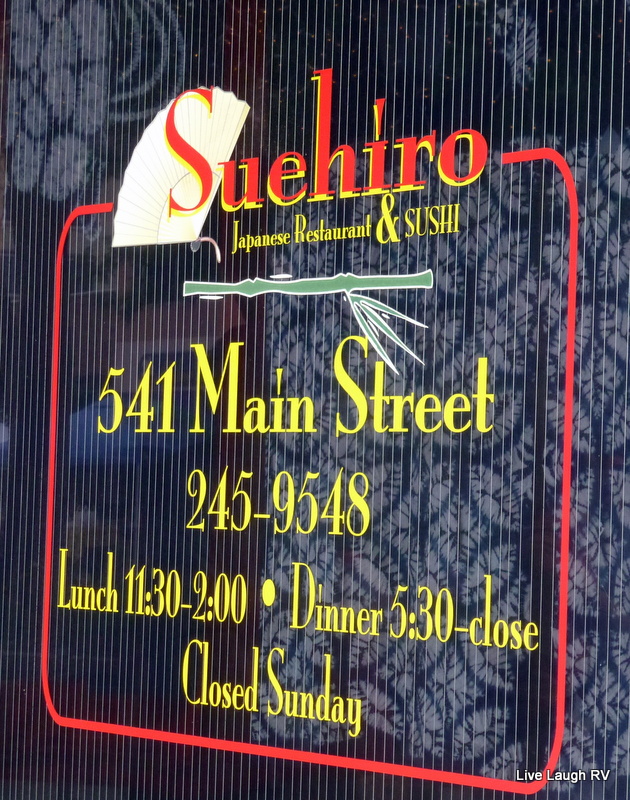 Suehiro
Japanese Restaurant & SUSHI
541 Main Street
245-9548
Lunch 11:30-2:00 • Dinner 5:30-close
Closed Sunday
Live Laugh RV